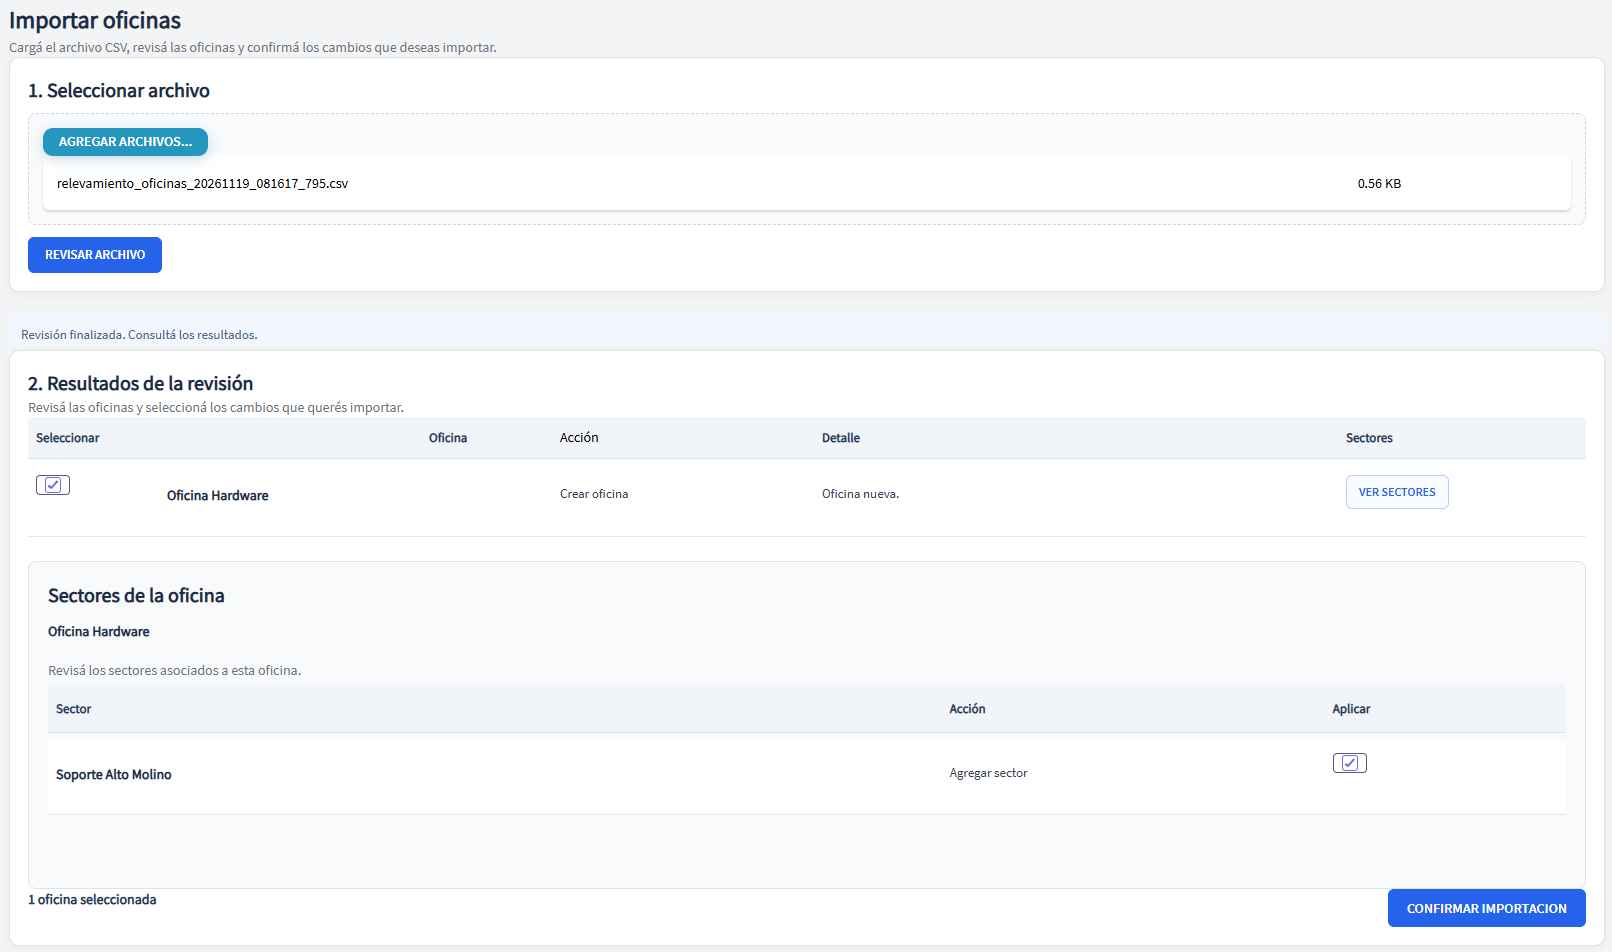 Importar oficinas
Cargá el archivo CSV, revisá las oficinas y confirmá los cambios que deseas importar.
1. Seleccionar archivo
AGREGAR ARCHIVOS...
relevamiento_oficinas_20261119_081617_795.csv 0.56 KB
REVISAR ARCHIVO
Revisión finalizada. Consultá los resultados.
2. Resultados de la revisión
Revisá las oficinas y seleccioná los cambios que querés importar.
Seleccionar Oficina Acción Detalle Sectores
Oficina Hardware Crear oficina Oficina nueva. VER SECTORES
Sectores de la oficina
Oficina Hardware
Revisá los sectores asociados a esta oficina.
Sector Acción Aplicar
Soporte Alto Molino Agregar sector
1 oficina seleccionada
CONFIRMAR IMPORTACION